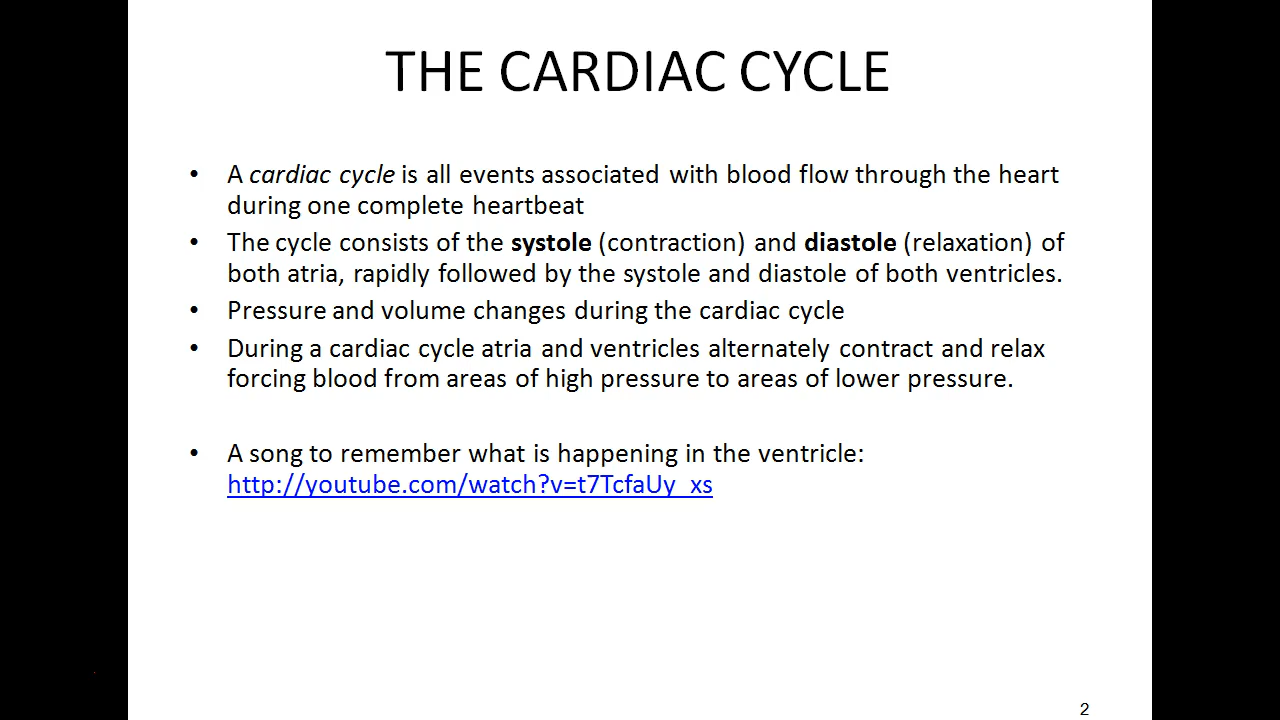 THE CARDIAC CYCLE
• A cardiac cycle is all events associated with blood flow through the heart
during one complete heartbeat
• The cycle consists of the systole (contraction) and diastole (relaxation) of
both atria, rapidly followed by the systole and diastole of both ventricles.
• Pressure and volume changes during the cardiac cycle
• During a cardiac cycle atria and ventricles alternately contract and relax
forcing blood from areas of high pressure to areas of lower pressure.
• A song to remember what is happening in the ventricle:
http://youtube.com/watch?v=t7TcfaUy_xs
2